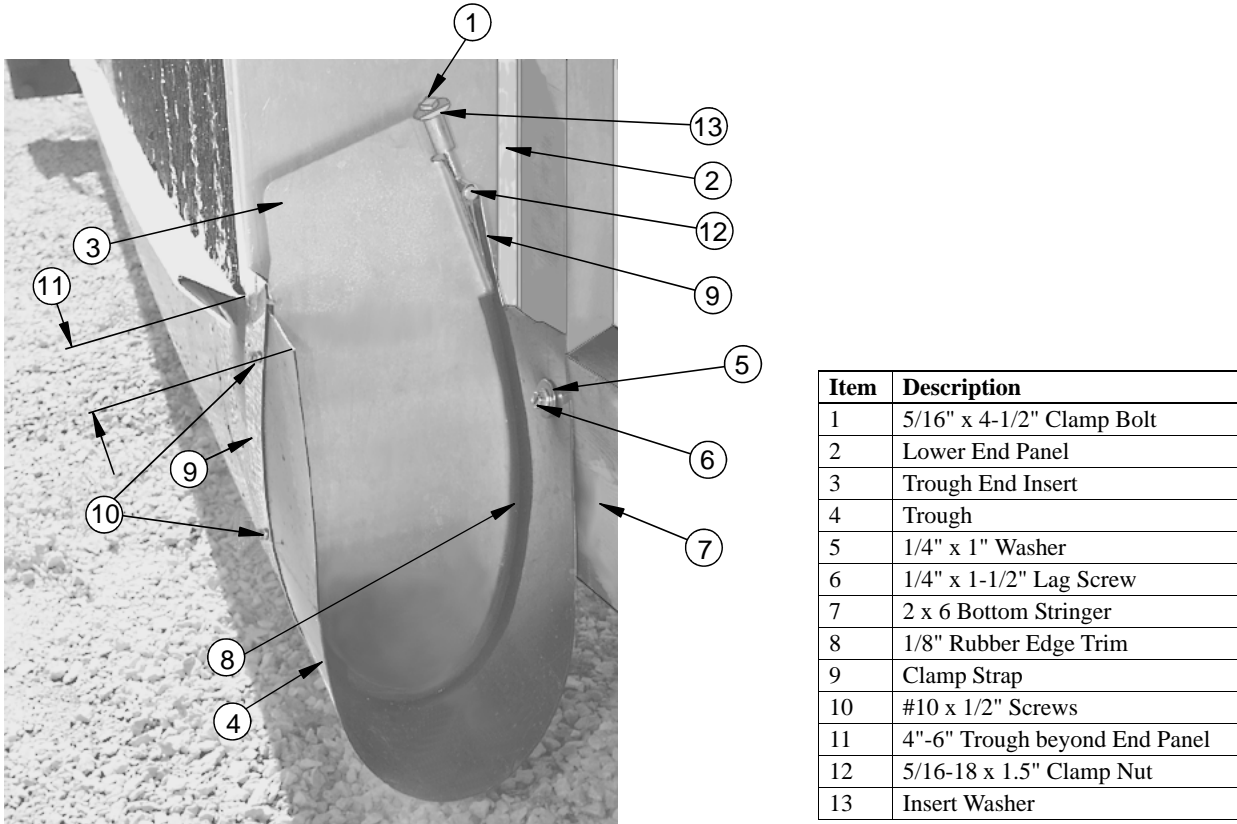 1
13
2
12
3
9
11
5
6
9
10
7
8
4
Item Description
1 5/16" x 4-1/2" Clamp Bolt
2 Lower End Panel
3 Trough End Insert
4 Trough
5 1/4" x 1" Washer
6 1/4" x 1-1/2" Lag Screw
7 2 x 6 Bottom Stringer
8 1/8" Rubber Edge Trim
9 Clamp Strap
10 #10 x 1/2" Screws
11 4"-6" Trough beyond End Panel
12 5/16-18 x 1.5" Clamp Nut
13 Insert Washer